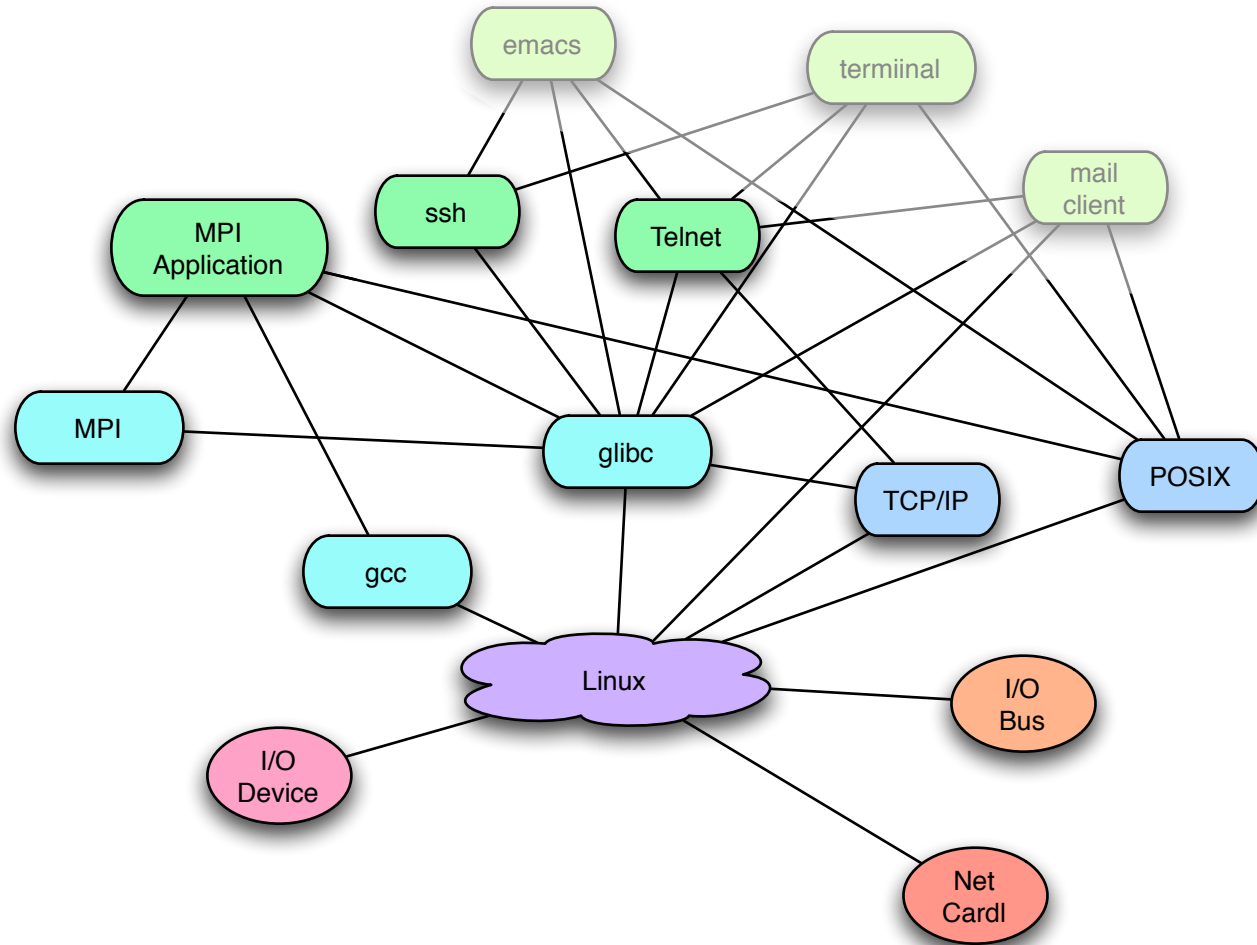 emacs
termiinal
mail
client
ssh
Telnet
MPI
Application
MPI
glibc
TCP/IP
POSIX
gcc
Linux
I/O
Bus
I/O
Device
Net
Cardl